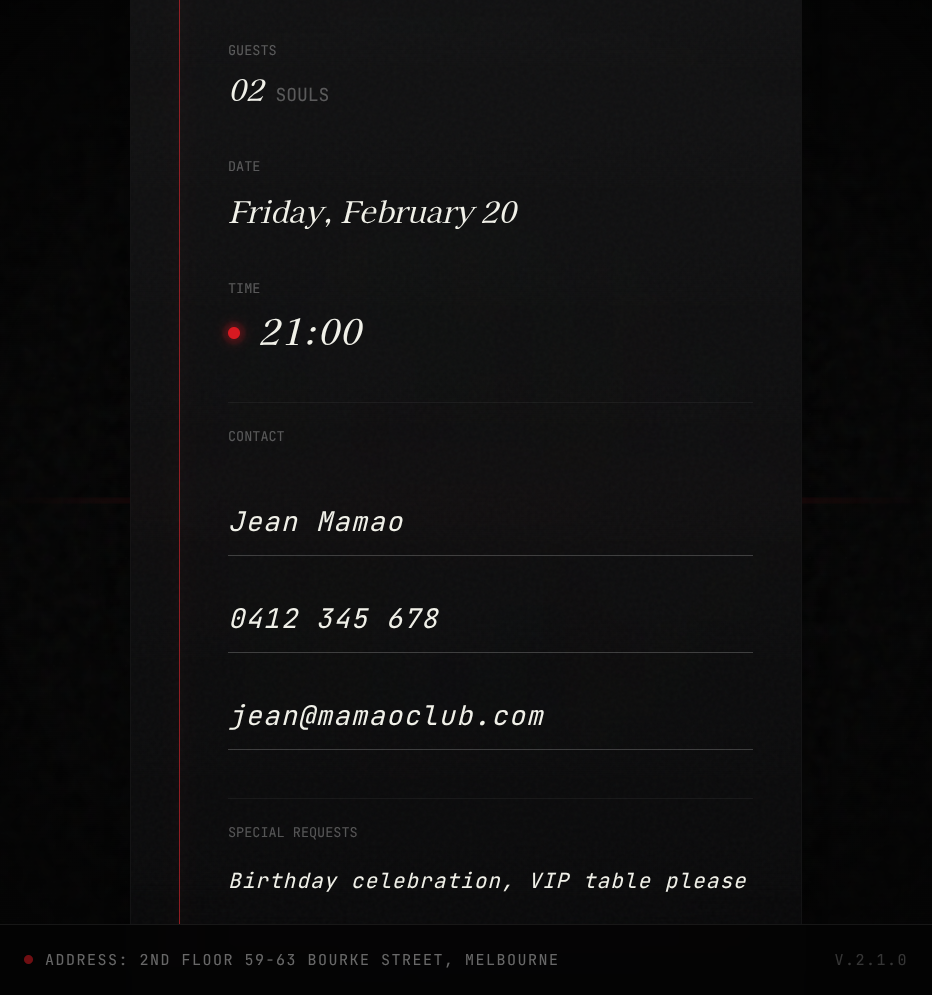 GUESTS
02 SOULS
DATE
Friday, February 20
TIME
21:00
CONTACT
Jean Mamao
0412 345 678
jean@mamaoclub.com
SPECIAL REQUESTS
Birthday celebration, VIP table please
ADDRESS: 2ND FLOOR 59-63 BOURKE STREET, MELBOURNE V.2.1.0